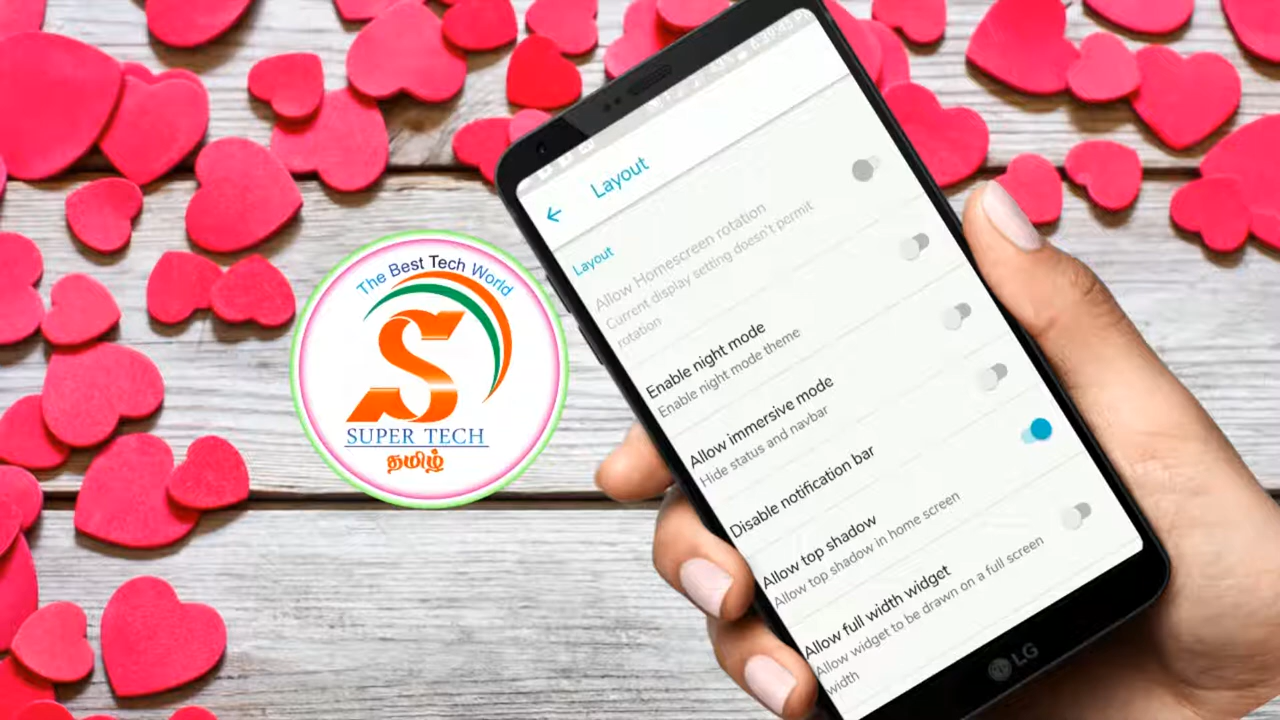 The Best Tech World
SUPER TECH
தமிழ்
Layout
Layout
Allow Homescreen rotation
Current display setting doesn't permit
rotation
Enable night mode
Enable night mode theme
Allow immersive mode
Hide status and navbar
Disable notification bar
Allow top shadow
Allow top shadow in home screen
Allow full width widget
Allow widget to be drawn on a full screen
width
LG